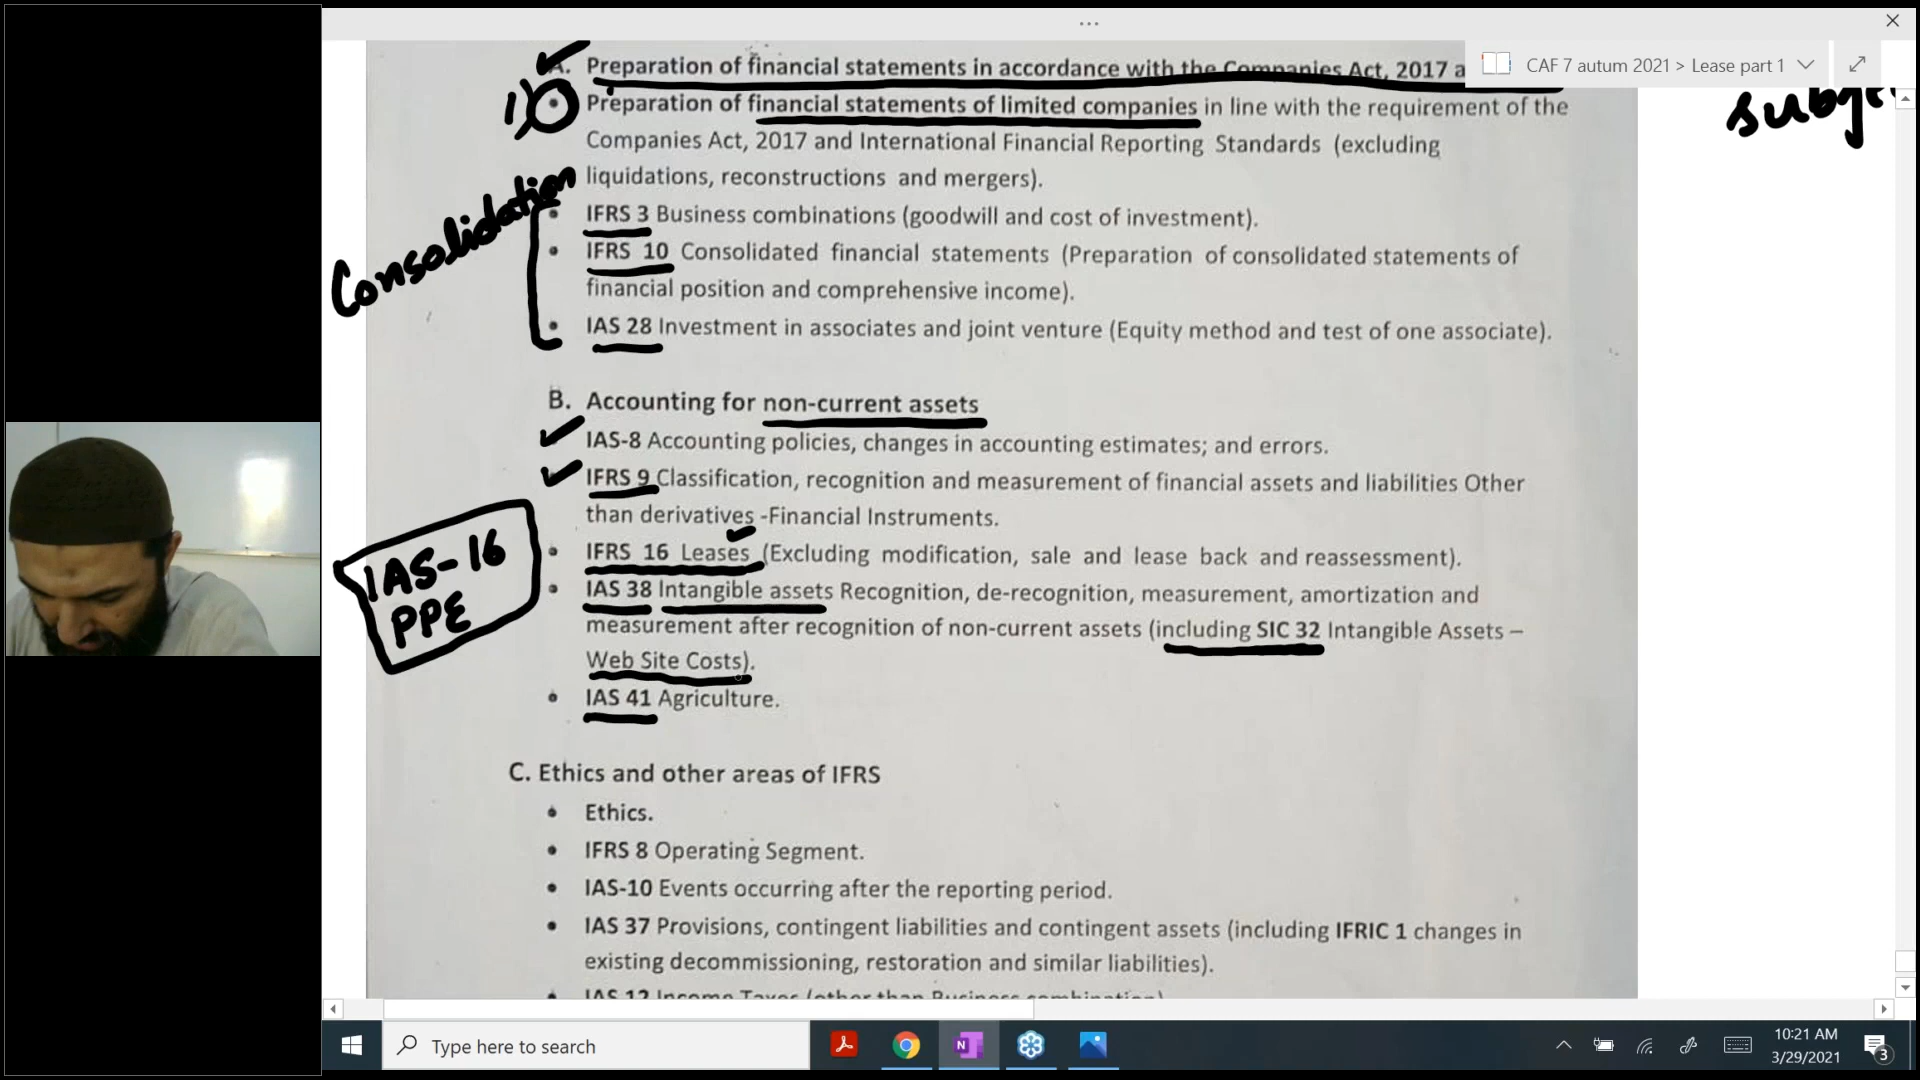 CAF 7 autum 2021 > Lease part 1
A. Preparation of financial statements in accordance with the Companies Act, 2017 a
1) Preparation of financial statements of limited companies in line with the requirement of the
Companies Act, 2017 and International Financial Reporting Standards (excluding
liquidations, reconstructions and mergers).
Consolidation
• IFRS 3 Business combinations (goodwill and cost of investment).
• IFRS 10 Consolidated financial statements (Preparation of consolidated statements of
financial position and comprehensive income).
• IAS 28 Investment in associates and joint venture (Equity method and test of one associate).
B. Accounting for non-current assets
IAS-8 Accounting policies, changes in accounting estimates; and errors.
IFRS 9 Classification, recognition and measurement of financial assets and liabilities Other
than derivatives -Financial Instruments.
IAS-16
PPE
• IFRS 16 Leases (Excluding modification, sale and lease back and reassessment).
• IAS 38 Intangible assets Recognition, de-recognition, measurement, amortization and
measurement after recognition of non-current assets (including SIC 32 Intangible Assets –
Web Site Costs).
• IAS 41 Agriculture.
C. Ethics and other areas of IFRS
• Ethics.
• IFRS 8 Operating Segment.
• IAS-10 Events occurring after the reporting period.
• IAS 37 Provisions, contingent liabilities and contingent assets (including IFRIC 1 changes in
existing decommissioning, restoration and similar liabilities).
• IAS 12 Income Taxes (other than Business combination)
Type here to search
10:21 AM
3/29/2021
3